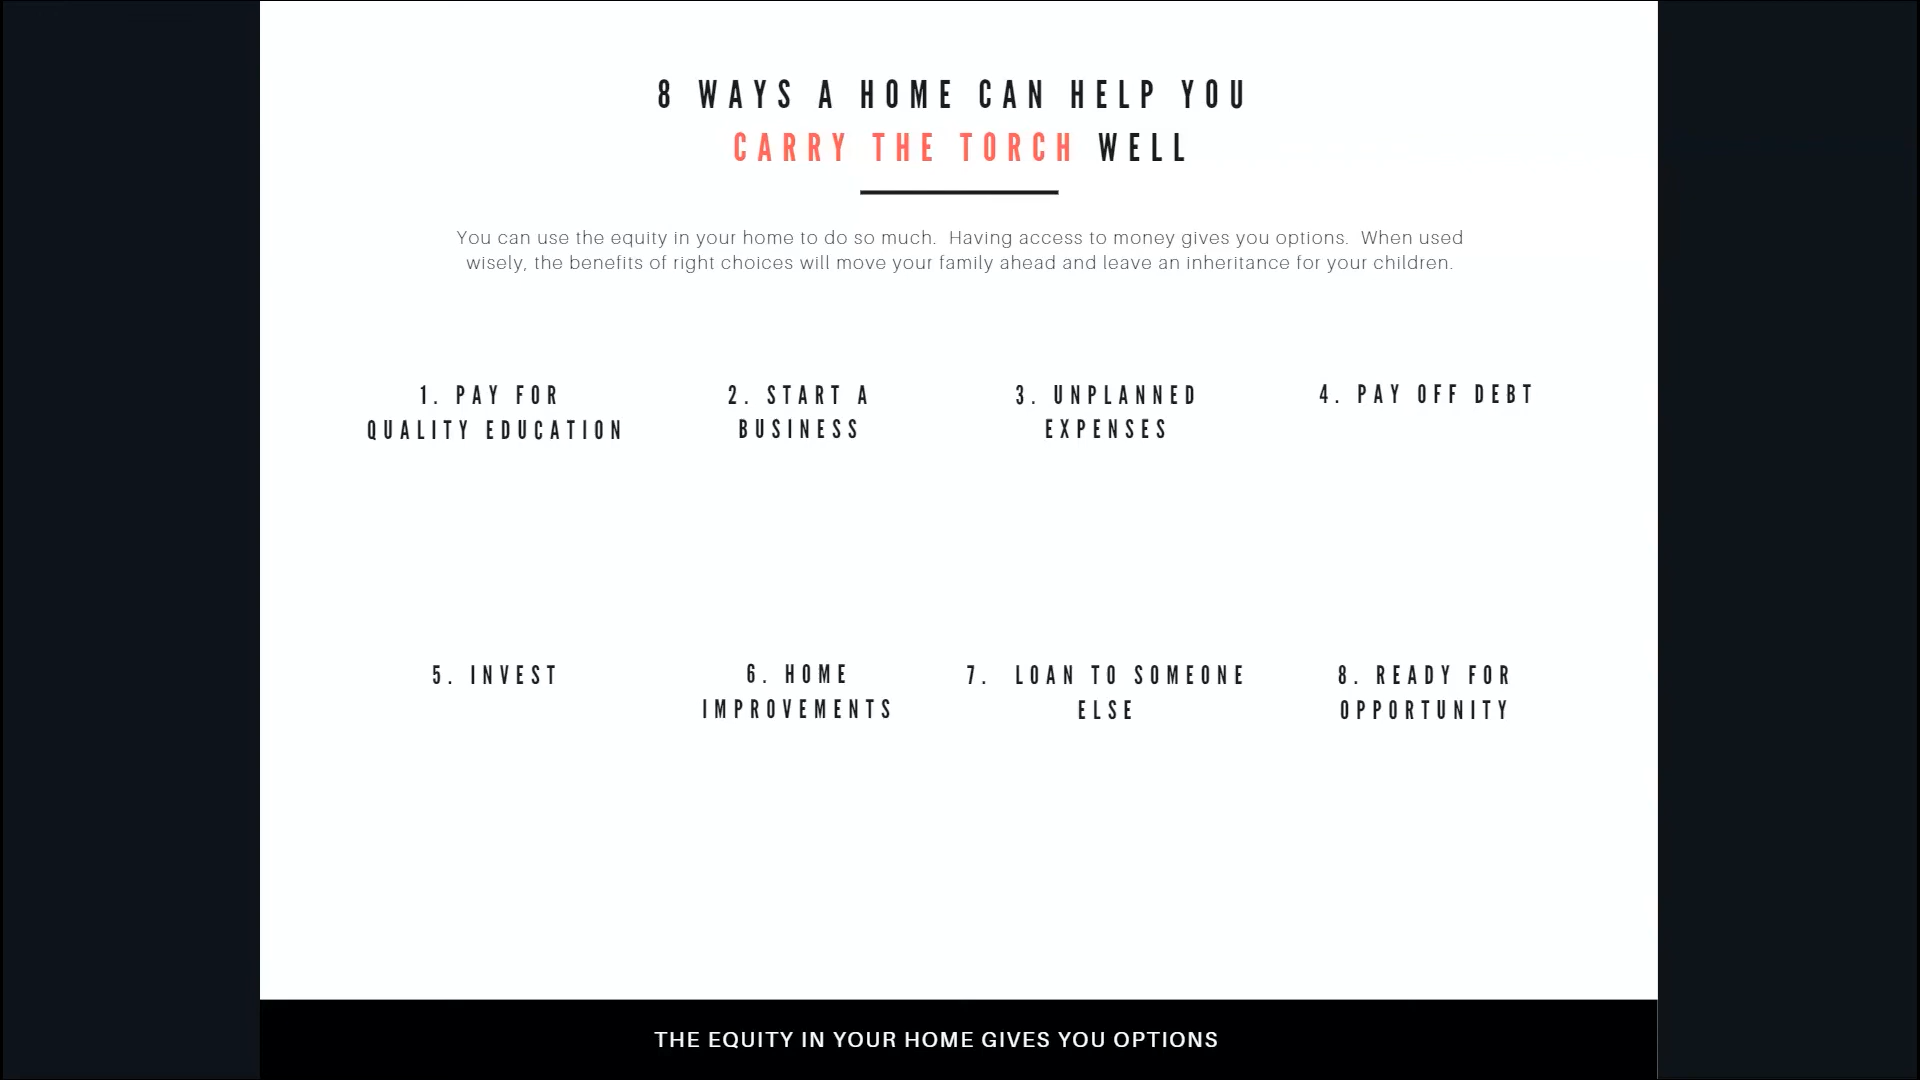 8 WAYS A HOME CAN HELP YOU
CARRY THE TORCH WELL
You can use the equity in your home to do so much.  Having access to money gives you options.  When used
wisely, the benefits of right choices will move your family ahead and leave an inheritance for your children.
1. PAY FOR
QUALITY EDUCATION
2. START A
BUSINESS
3. UNPLANNED
EXPENSES
4. PAY OFF DEBT
5. INVEST
6. HOME
IMPROVEMENTS
7.  LOAN TO SOMEONE
ELSE
8. READY FOR
OPPORTUNITY
THE EQUITY IN YOUR HOME GIVES YOU OPTIONS